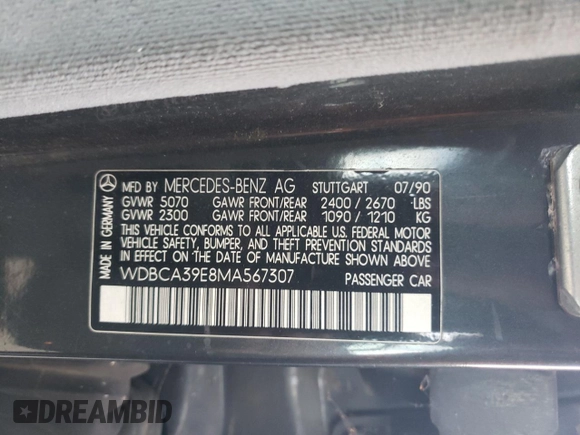 MADE IN GERMANY
MFD. BY MERCEDES-BENZ AG STUTTGART 07/90
GVWR 5070 GAWR FRONT/REAR 2400 / 2670 LBS
GVWR 2300 GAWR FRONT/REAR 1090 / 1210 KG
THIS VEHICLE CONFORMS TO ALL APPLICABLE U.S. FEDERAL MOTOR
VEHICLE SAFETY, BUMPER, AND THEFT PREVENTION STANDARDS
IN EFFECT ON THE DATE OF MANUFACTURE SHOWN ABOVE.
WDBCA39E8MA567307 PASSENGER CAR
DREAMBID